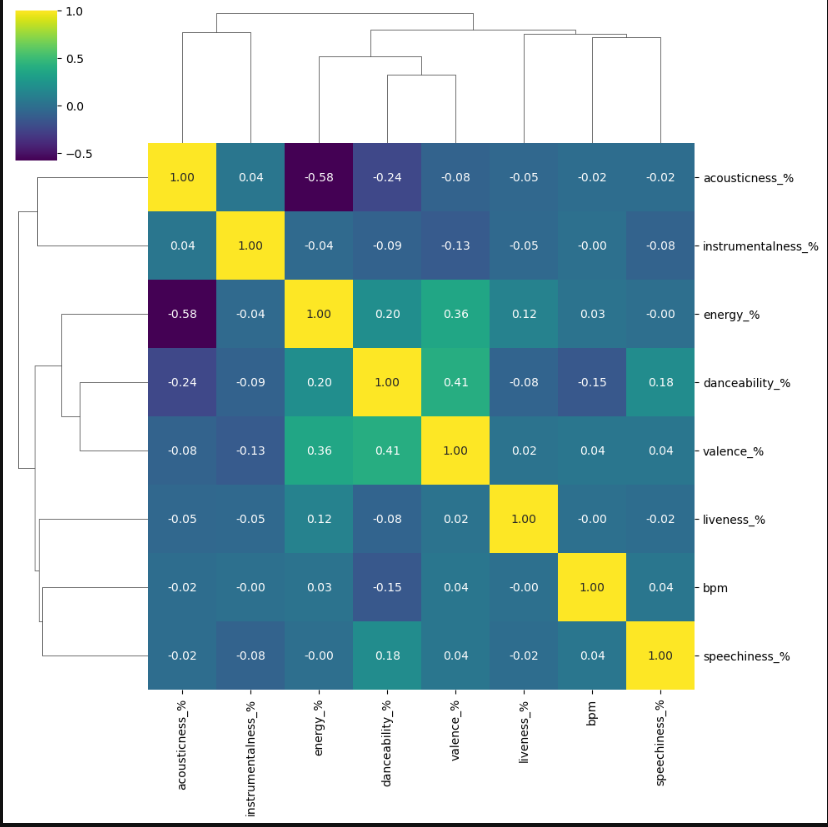 1.0
0.5
0.0
−0.5
1.00 0.04 -0.58 -0.24 -0.08 -0.05 -0.02 -0.02 acousticness_%
0.04 1.00 -0.04 -0.09 -0.13 -0.05 -0.00 -0.08 instrumentalness_%
-0.58 -0.04 1.00 0.20 0.36 0.12 0.03 -0.00 energy_%
-0.24 -0.09 0.20 1.00 0.41 -0.08 -0.15 0.18 danceability_%
-0.08 -0.13 0.36 0.41 1.00 0.02 0.04 0.04 valence_%
-0.05 -0.05 0.12 -0.08 0.02 1.00 -0.00 -0.02 liveness_%
-0.02 -0.00 0.03 -0.15 0.04 -0.00 1.00 0.04 bpm
-0.02 -0.08 -0.00 0.18 0.04 -0.02 0.04 1.00 speechiness_%
acousticness_%
instrumentalness_%
energy_%
danceability_%
valence_%
liveness_%
bpm
speechiness_%